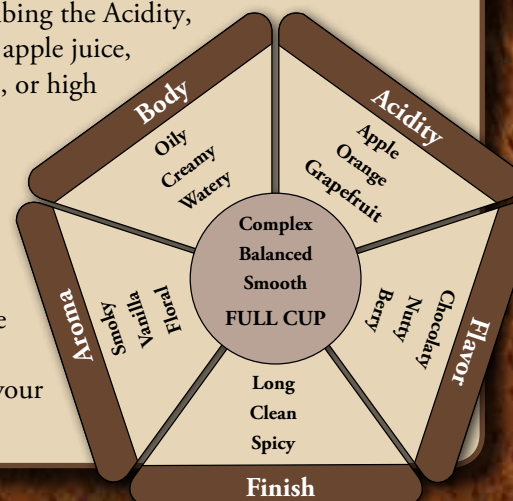 bing the Acidity,
apple juice,
, or high
Body
Oily
Creamy
Watery
Acidity
Apple
Orange
Grapefruit
Complex
Balanced
Smooth
FULL CUP
Aroma
Smoky
Vanilla
Floral
Chocolaty
Nutty
Berry
Flavor
Long
Clean
Spicy
Finish
e
your